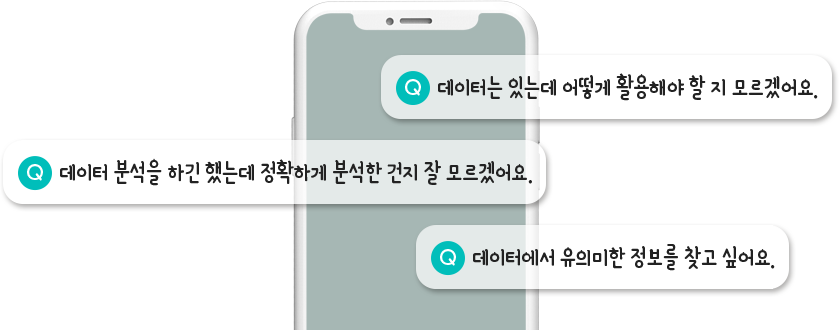 Q 데이터는 있는데 어떻게 활용해야 할 지 모르겠어요.
Q 데이터 분석을 하긴 했는데 정확하게 분석한 건지 잘 모르겠어요.
Q 데이터에서 유의미한 정보를 찾고 싶어요.